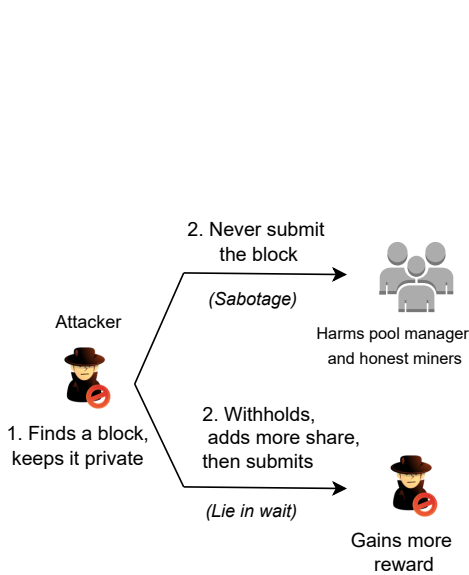 Attacker
1. Finds a block,
keeps it private
2. Never submit
the block
(Sabotage)
Harms pool manager
and honest miners
2. Withholds,
adds more share,
then submits
(Lie in wait)
Gains more
reward